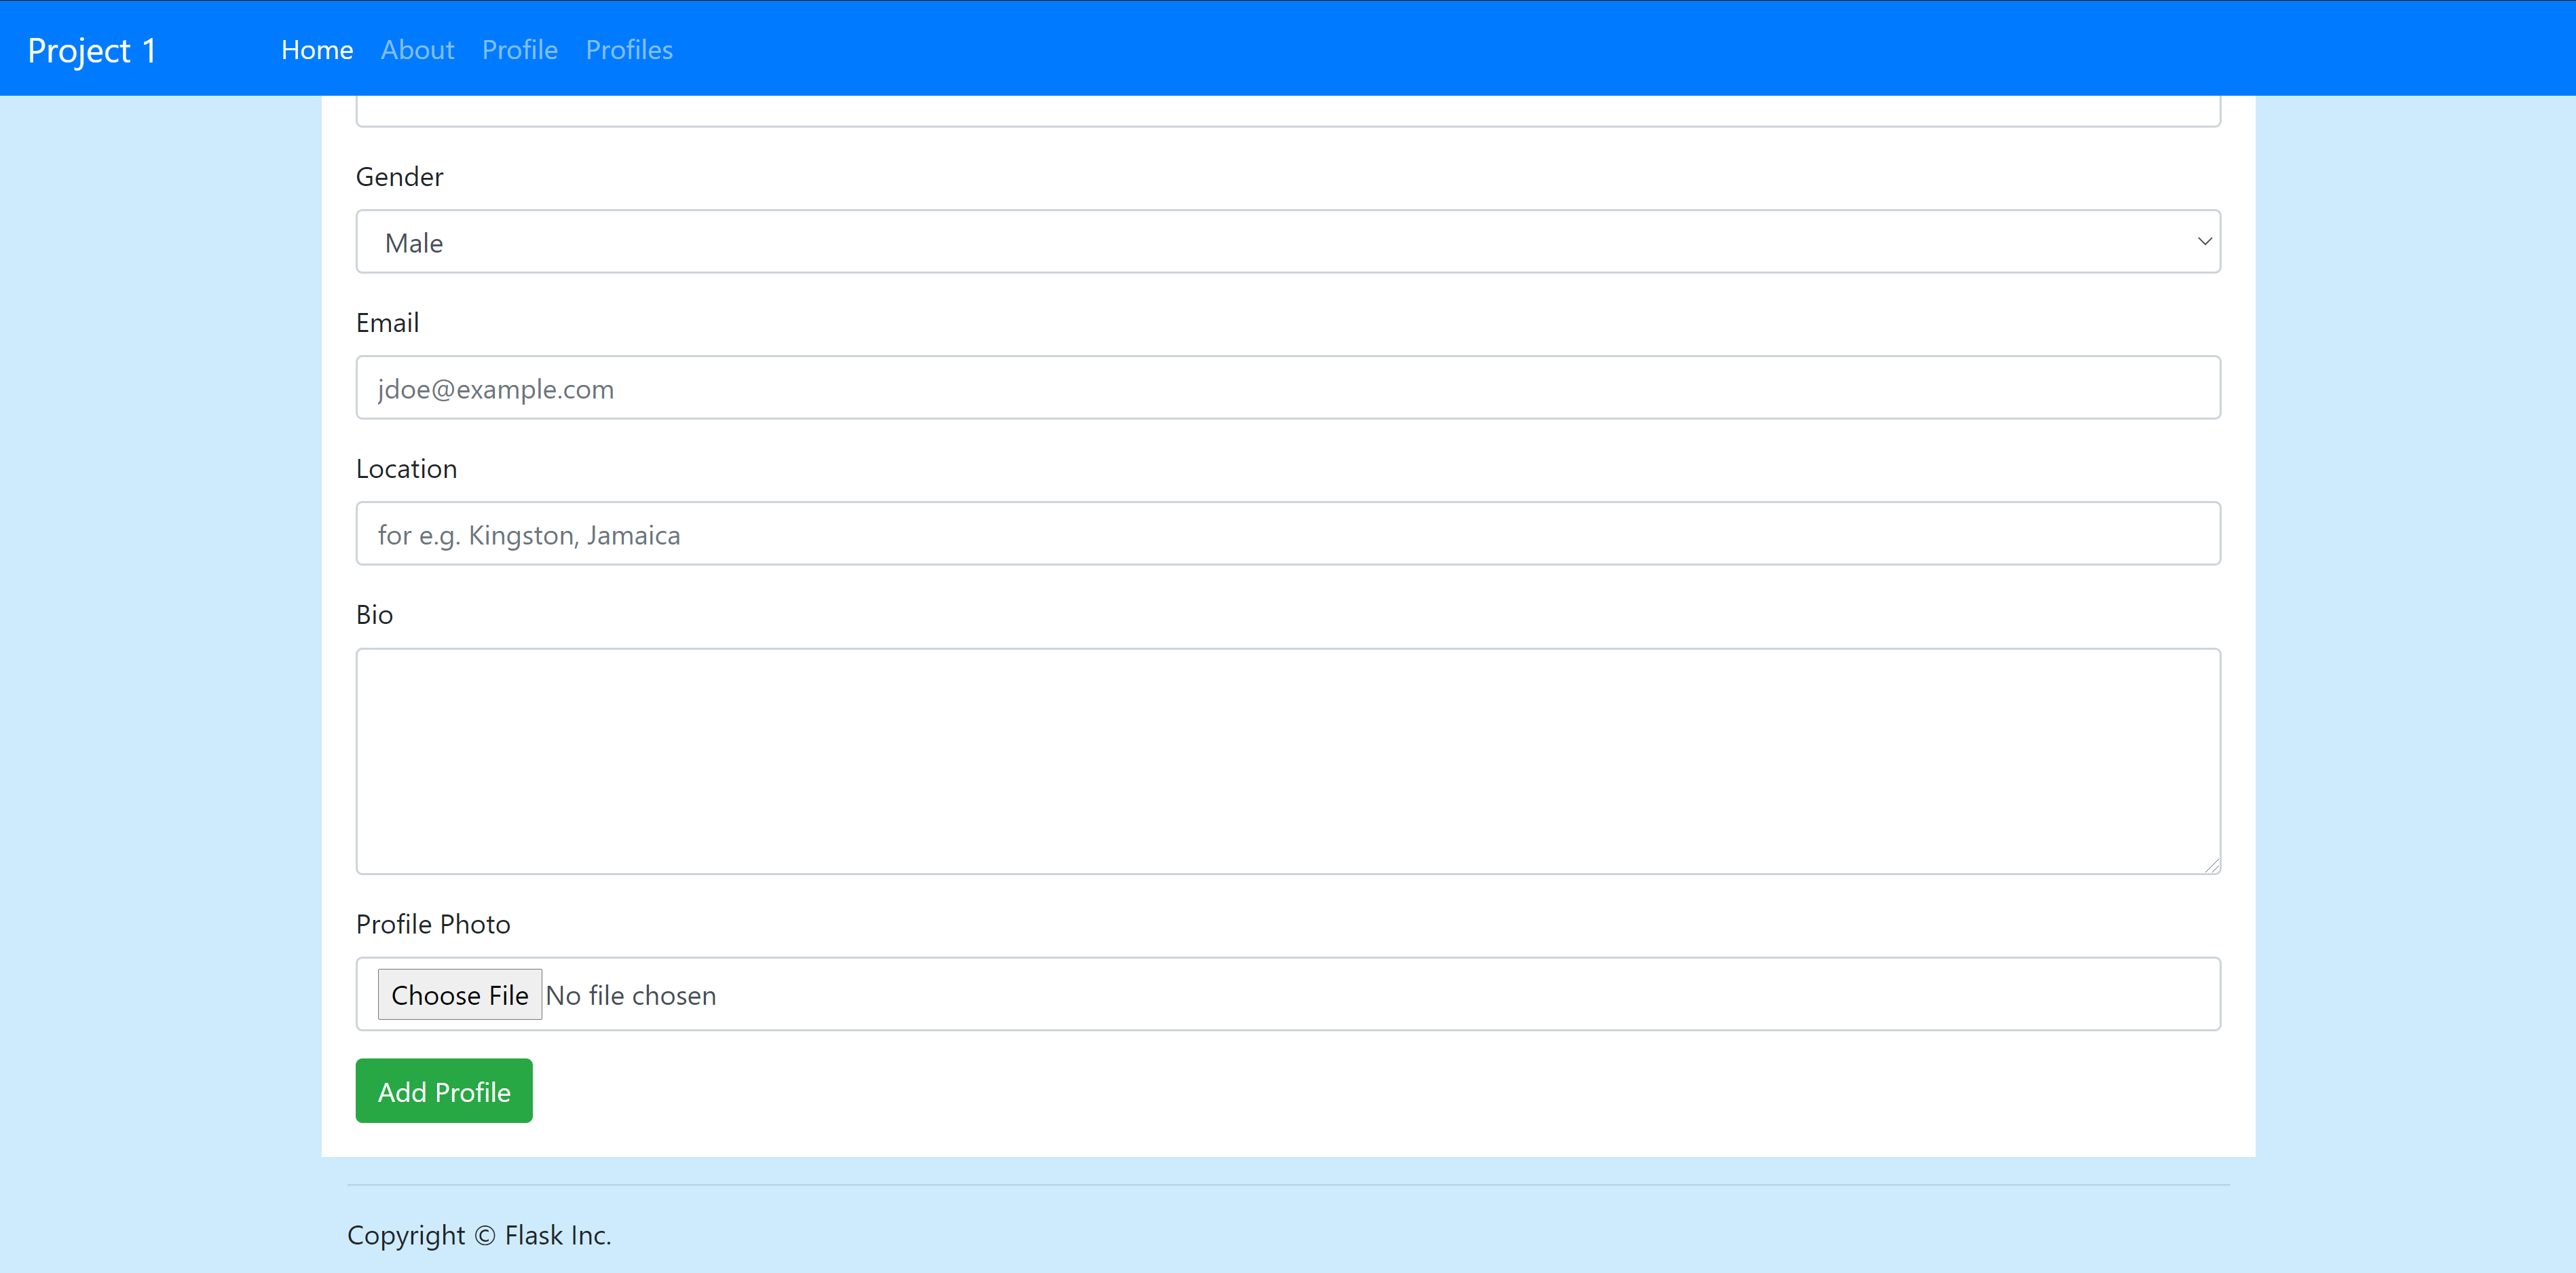 Project 1 Home About Profile Profiles
Gender
Male
Email
jdoe@example.com
Location
for e.g. Kingston, Jamaica
Bio
Profile Photo
Choose File No file chosen
Add Profile
Copyright © Flask Inc.